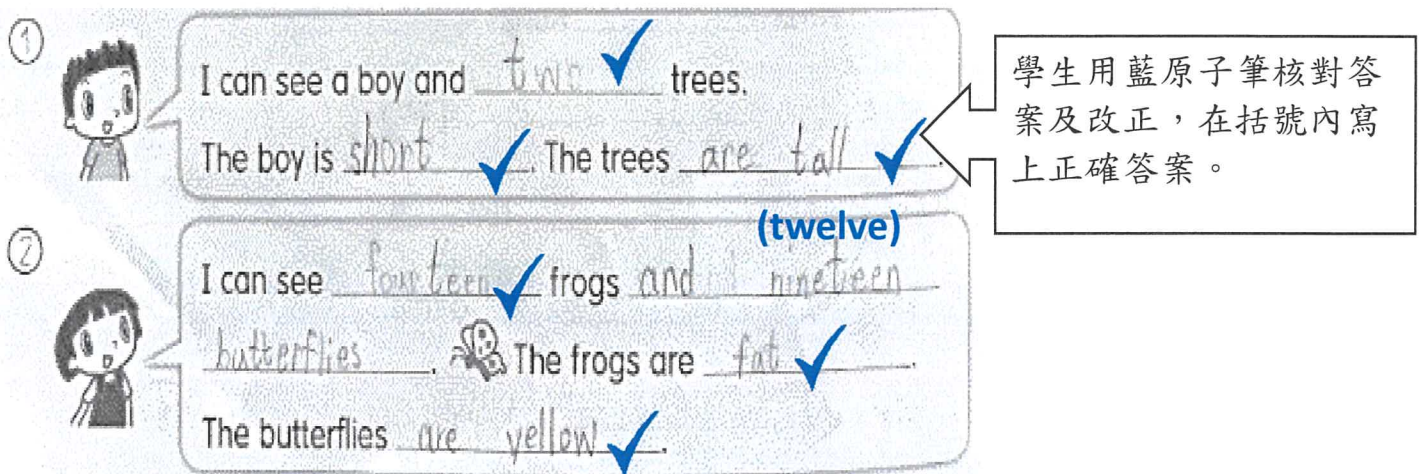 ①
I can see a boy and trees.
The boy is short. The trees are tall.
學生用藍原子筆核對答
案及改正，在括號內寫
上正確答案。
(twelve)
②
I can see fourteen frogs and nineteen
butterflies. The frogs are fat.
The butterflies are yellow.